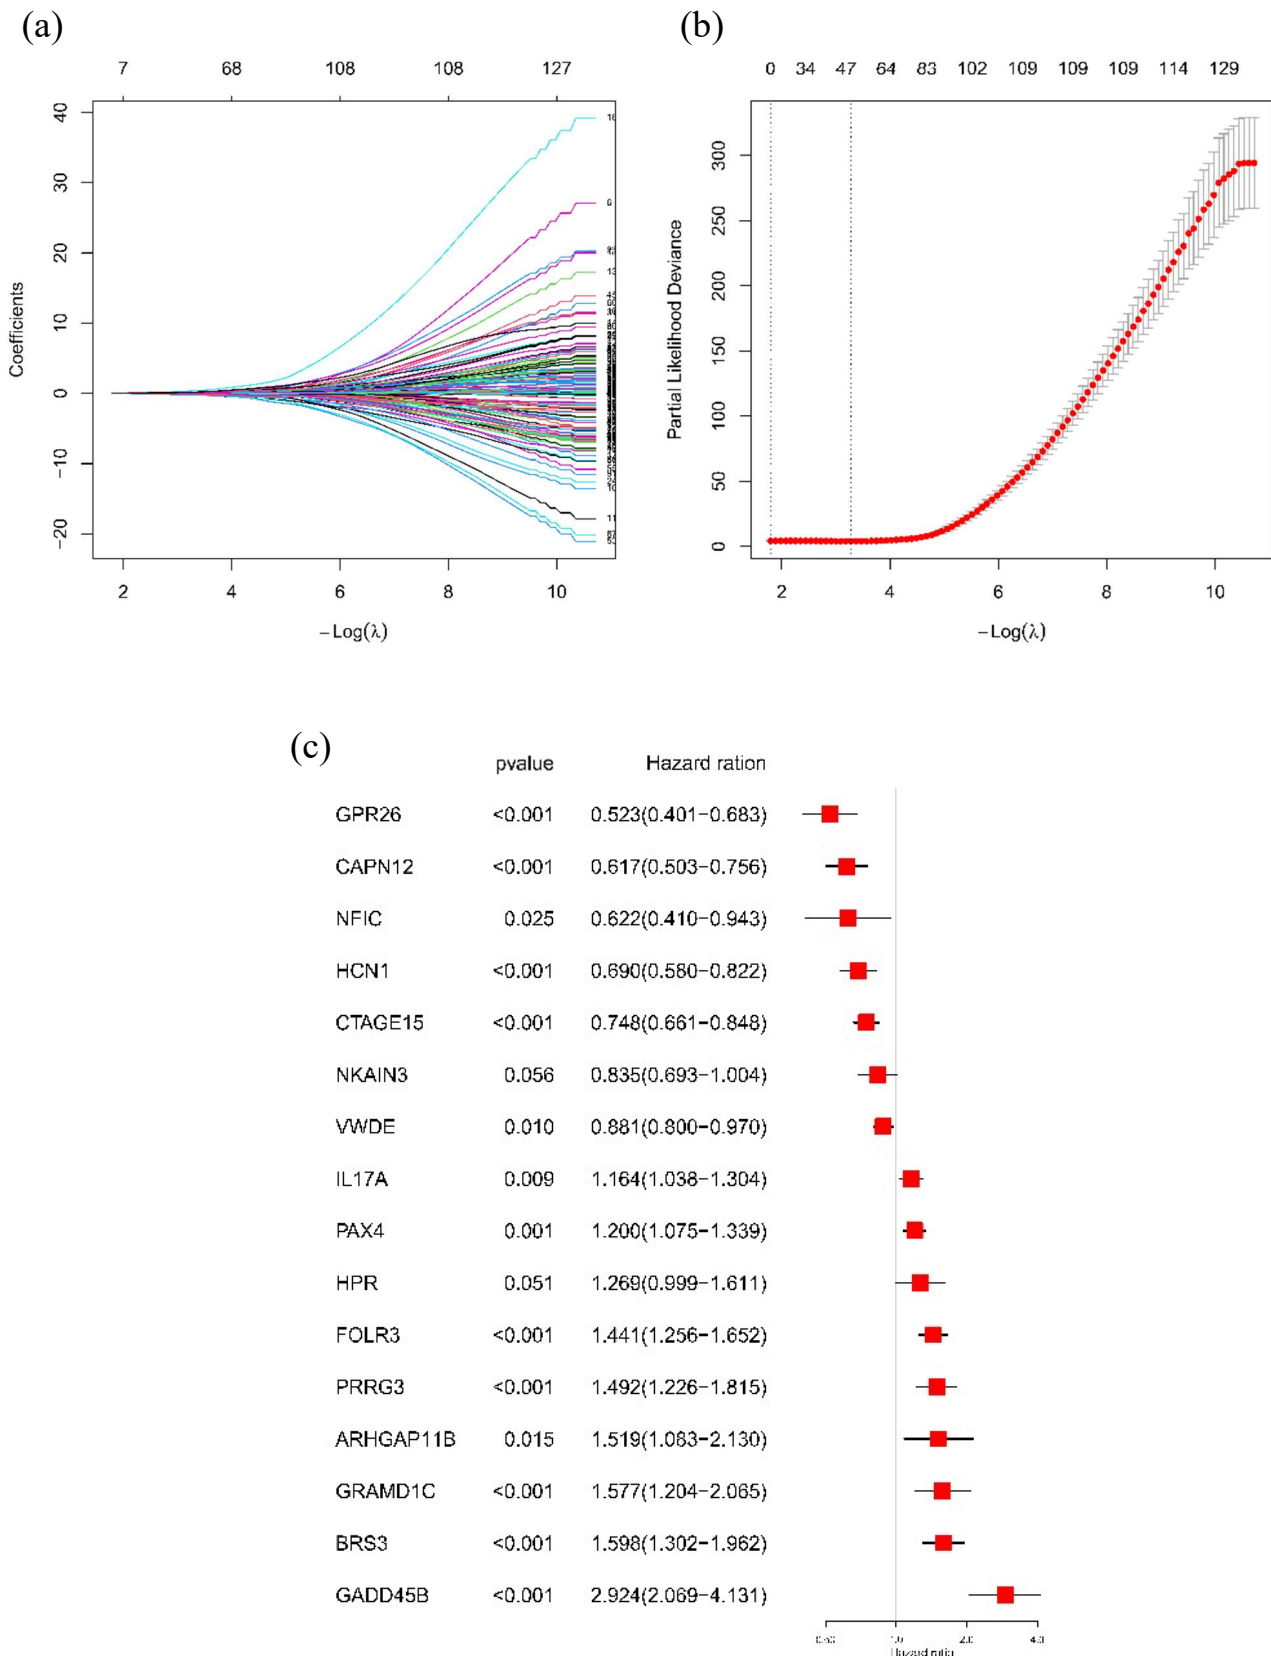 (a)
7 68 108 108 127
40
30
20
10
0
−10
−20
Coefficients
2 4 6 8 10
−Log(λ)
(b)
0 34 47 64 83 102 109 109 109 114 129
300
250
200
150
100
50
0
Partial Likelihood Deviance
2 4 6 8 10
−Log(λ)
(c)
pvalue Hazard ration
GPR26 <0.001 0.523(0.401−0.683)
CAPN12 <0.001 0.617(0.503−0.756)
NFIC 0.025 0.622(0.410−0.943)
HCN1 <0.001 0.690(0.580−0.822)
CTAGE15 <0.001 0.748(0.661−0.848)
NKAIN3 0.056 0.835(0.693−1.004)
VWDE 0.010 0.881(0.800−0.970)
IL17A 0.009 1.164(1.038−1.304)
PAX4 0.001 1.200(1.075−1.339)
HPR 0.051 1.269(0.999−1.611)
FOLR3 <0.001 1.441(1.256−1.652)
PRRG3 <0.001 1.492(1.226−1.815)
ARHGAP11B 0.015 1.519(1.083−2.130)
GRAMD1C <0.001 1.577(1.204−2.065)
BRS3 <0.001 1.598(1.302−1.962)
GADD45B <0.001 2.924(2.069−4.131)
1.0 2.0 4.0
Hazard ratio